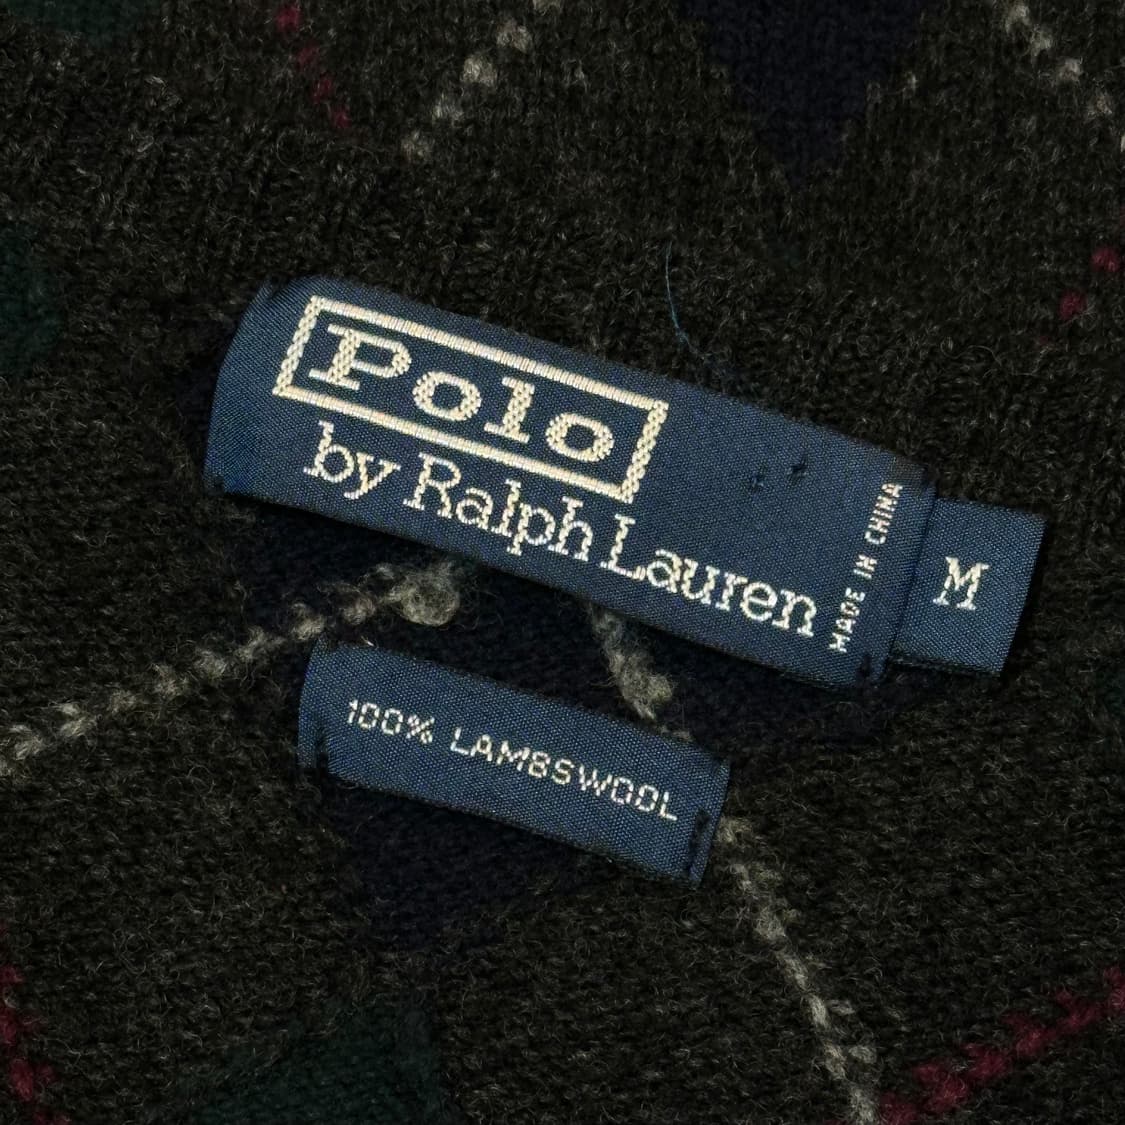 Polo
by Ralph Lauren
MADE IN CHINA
M
100% LAMBSWOOL